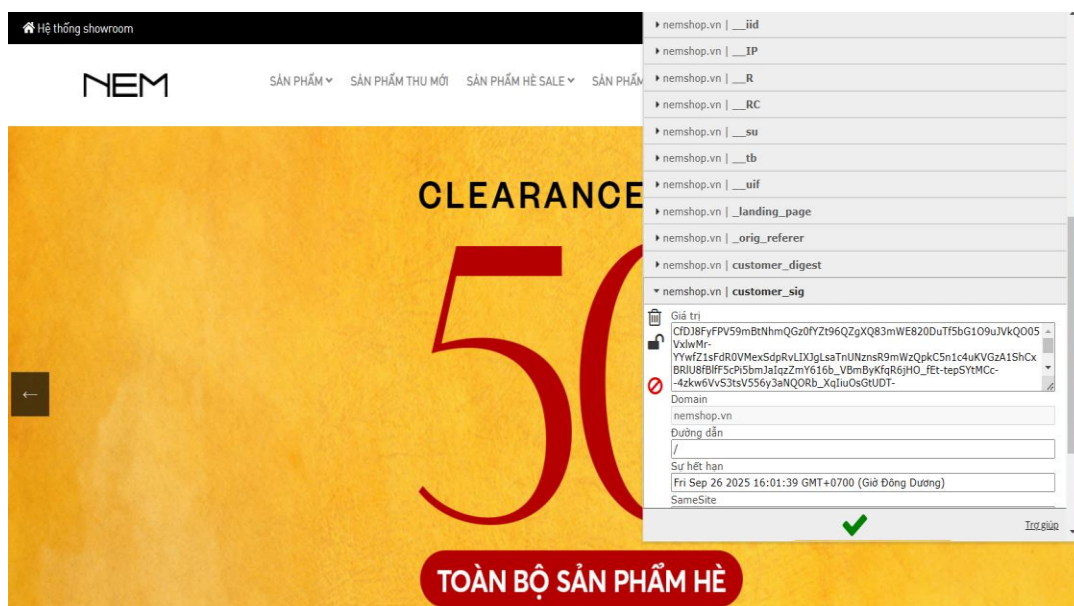 Hệ thống showroom
NEM
SẢN PHẨM SẢN PHẨM THU MỚI SẢN PHẨM HÈ SALE SẢN PHẨM
CLEARANCE
50
TOÀN BỘ SẢN PHẨM HÈ
nemshop.vn | __iid
nemshop.vn | __IP
nemshop.vn | __R
nemshop.vn | __RC
nemshop.vn | __su
nemshop.vn | __tb
nemshop.vn | __uif
nemshop.vn | _landing_page
nemshop.vn | _orig_referer
nemshop.vn | customer_digest
nemshop.vn | customer_sig
Giá trị
CfDJ8FyFPV59mBtNhmQGz0fYZt96QZgXQ83mWE820DuTf5bG1O9uJVkQO05
VxlwMr-
YYwfZ1sFdR0VMexSdpRvLIXJgLsaTnUNznsR9mWzQpkC5n1c4uKVGzA1ShCx
BRlU8fBlfF5cPi5bmJaIqzZmY616b_VBmByKfqR6jHO_fEt-tepSYtMCc-
-4zkw6VvS3tsV556y3aNQORb_XqIiuOsGtUDT-
Domain
nemshop.vn
Đường dẫn
/
Sự hết hạn
Fri Sep 26 2025 16:01:39 GMT+0700 (Giờ Đông Dương)
SameSite
Trợ giúp